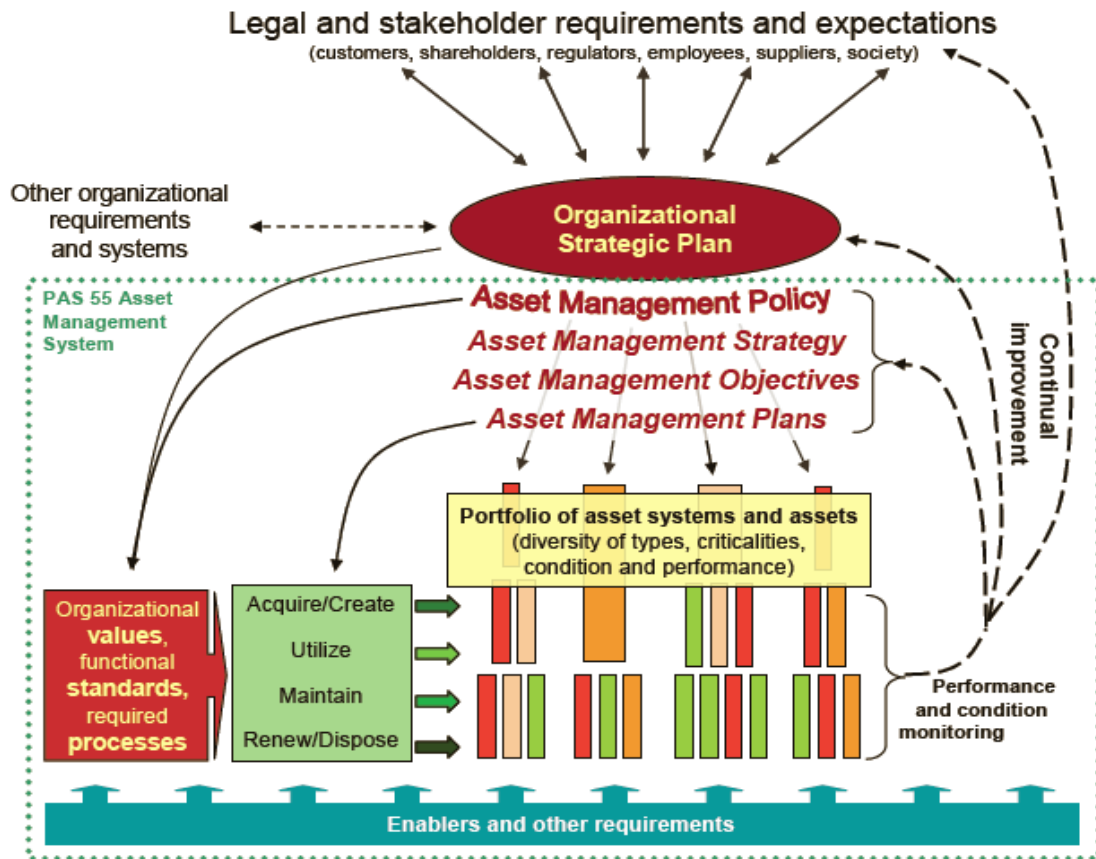 Legal and stakeholder requirements and expectations
(customers, shareholders, regulators, employees, suppliers, society)
Other organizational
requirements
and systems
Organizational
Strategic Plan
PAS 55 Asset
Management
System
Asset Management Policy
Asset Management Strategy
Asset Management Objectives
Asset Management Plans
Continual
improvement
Portfolio of asset systems and assets
(diversity of types, criticalities,
condition and performance)
Organizational
values,
functional
standards,
required
processes
Acquire/Create
Utilize
Maintain
Renew/Dispose
Performance
and condition
monitoring
Enablers and other requirements